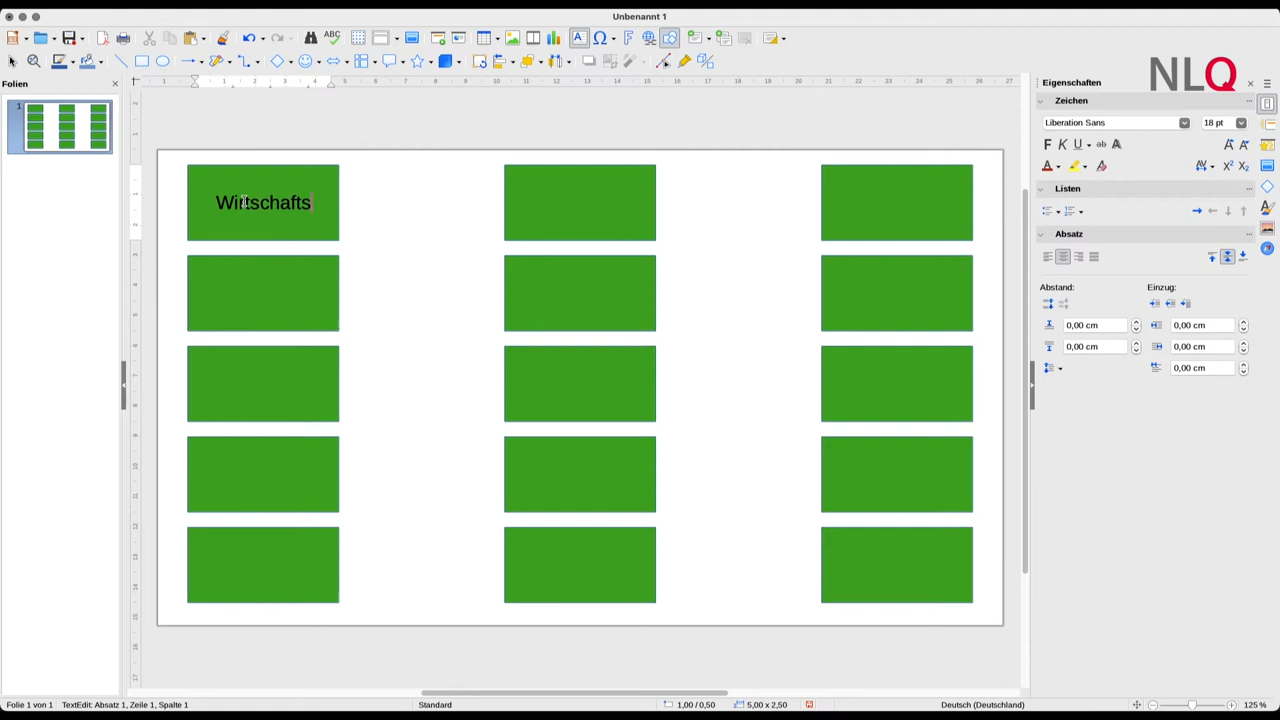 Unbenannt 1
NLQ
Folien
1
Eigenschaften
Zeichen
Liberation Sans
18 pt
Listen
Absatz
Abstand:
Einzug:
0,00 cm
0,00 cm
0,00 cm
0,00 cm
0,00 cm
Wirtschafts
Folie 1 von 1
TextEdit: Absatz 1, Zeile 1, Spalte 1
Standard
1,00 / 0,50
5,00 x 2,50
Deutsch (Deutschland)
125 %